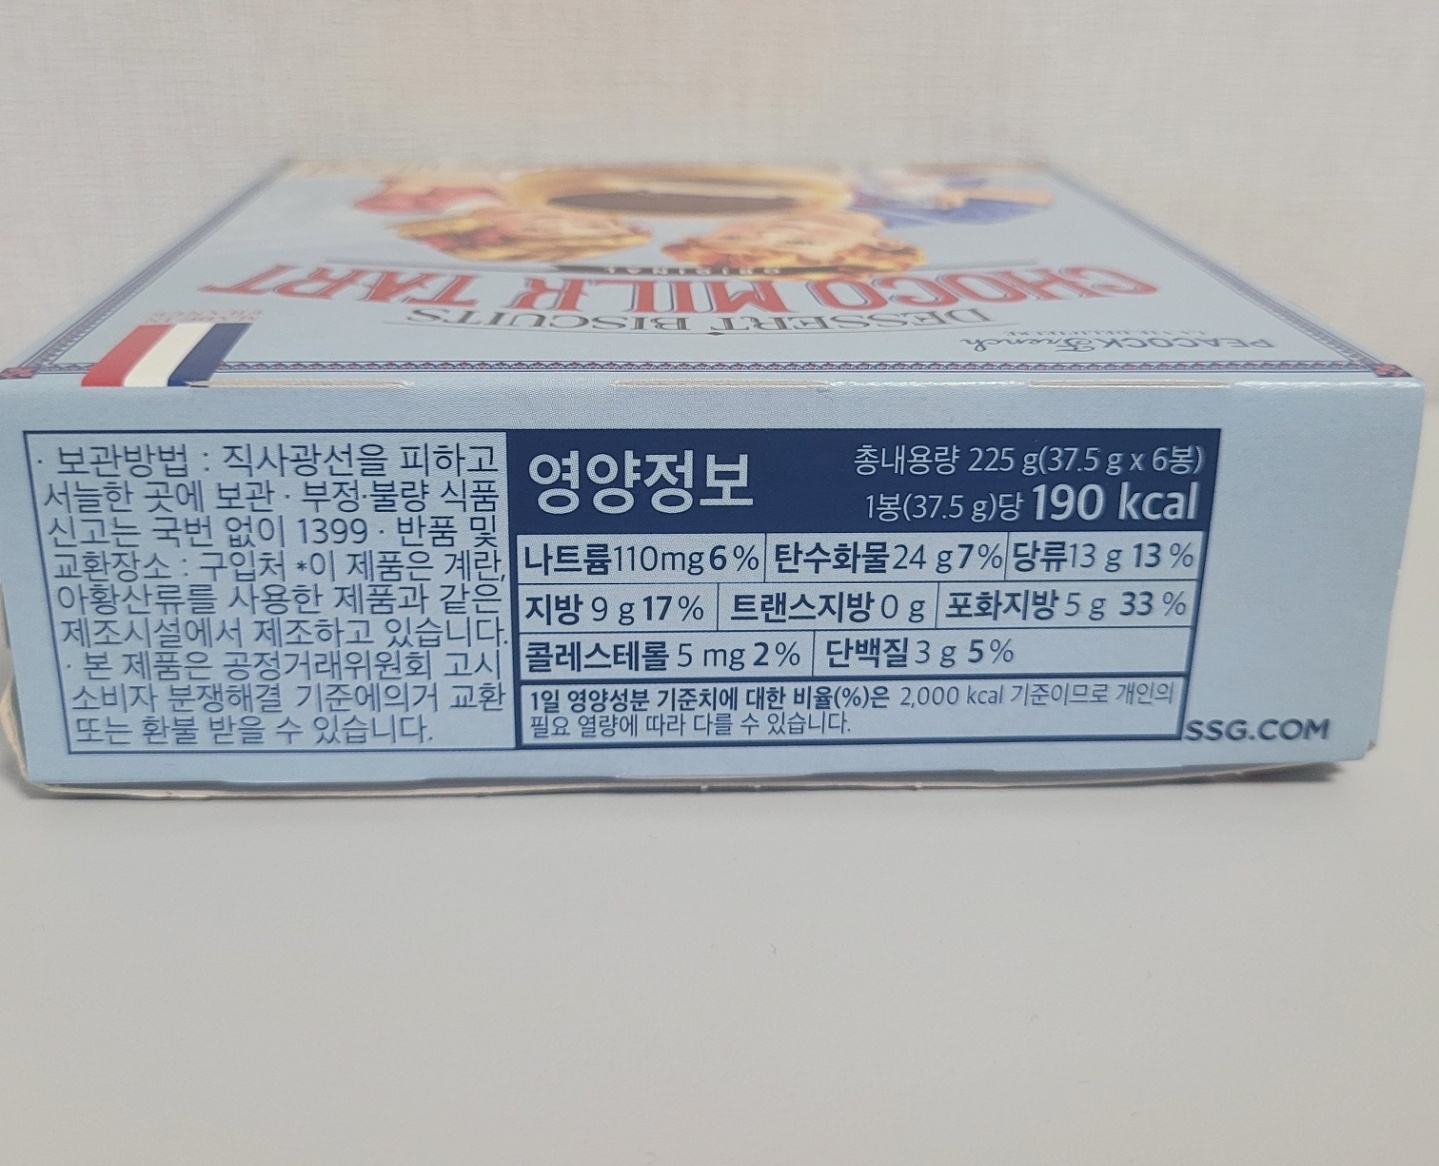 PEACOCK French
DESSERT BISCUITS
CHOCO MILK TART
ORIGINAL
· 보관방법 : 직사광선을 피하고
서늘한 곳에 보관 · 부정·불량 식품
신고는 국번 없이 1399 · 반품 및
교환장소 : 구입처 *이 제품은 계란,
아황산류를 사용한 제품과 같은
제조시설에서 제조하고 있습니다.
· 본 제품은 공정거래위원회 고시
소비자 분쟁해결 기준에의거 교환
또는 환불 받을 수 있습니다.
영양정보
총내용량 225 g(37.5 g x 6봉)
1봉(37.5 g)당 190 kcal
나트륨110mg 6 % 탄수화물 24 g 7% 당류13 g 13 %
지방 9 g 17 % 트랜스지방 0 g 포화지방 5 g 33 %
콜레스테롤 5 mg 2 % 단백질 3 g 5 %
1일 영양성분 기준치에 대한 비율(%)은 2,000 kcal 기준이므로 개인의
필요 열량에 따라 다를 수 있습니다.
SSG.COM